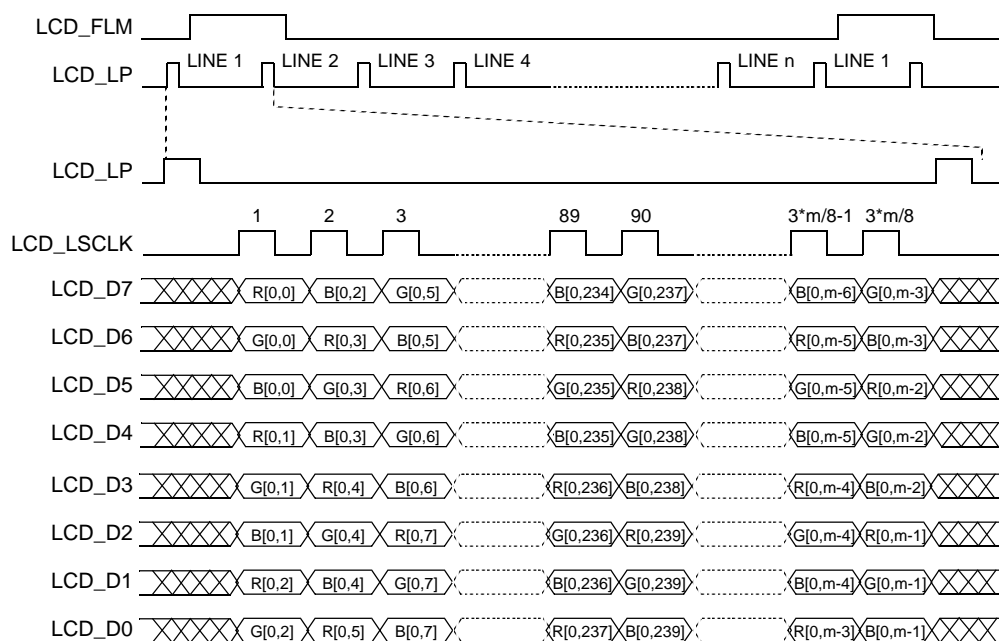 LCD_FLM
LCD_LP LINE 1 LINE 2 LINE 3 LINE 4 LINE n LINE 1
LCD_LP
1 2 3 89 90 3*m/8-1 3*m/8
LCD_LSCLK
LCD_D7 R[0,0] B[0,2] G[0,5] B[0,234] G[0,237] B[0,m-6] G[0,m-3]
LCD_D6 G[0,0] R[0,3] B[0,5] R[0,235] B[0,237] R[0,m-5] B[0,m-3]
LCD_D5 B[0,0] G[0,3] R[0,6] G[0,235] R[0,238] G[0,m-5] R[0,m-2]
LCD_D4 R[0,1] B[0,3] G[0,6] B[0,235] G[0,238] B[0,m-5] G[0,m-2]
LCD_D3 G[0,1] R[0,4] B[0,6] R[0,236] B[0,238] R[0,m-4] B[0,m-2]
LCD_D2 B[0,1] G[0,4] R[0,7] G[0,236] R[0,239] G[0,m-4] R[0,m-1]
LCD_D1 R[0,2] B[0,4] G[0,7] B[0,236] G[0,239] B[0,m-4] G[0,m-1]
LCD_D0 G[0,2] R[0,5] B[0,7] R[0,237] B[0,239] R[0,m-3] B[0,m-1]